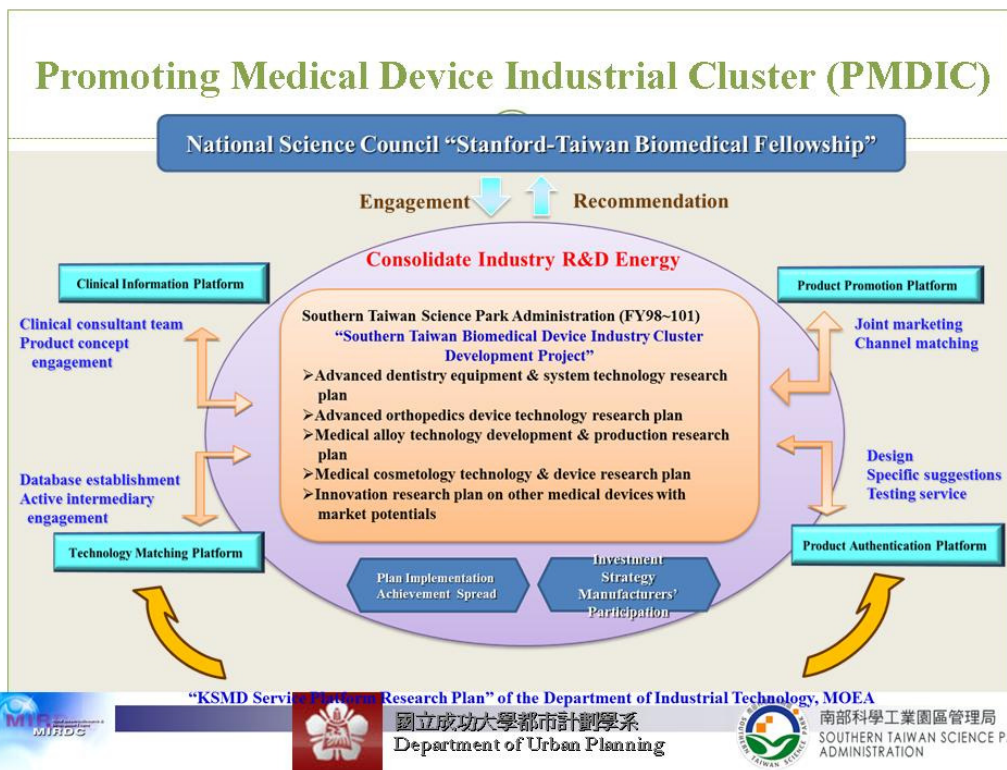 Promoting Medical Device Industrial Cluster (PMDIC)
National Science Council “Stanford-Taiwan Biomedical Fellowship”
Engagement
Recommendation
Consolidate Industry R&D Energy
Clinical Information Platform
Clinical consultant team
Product concept
engagement
Database establishment
Active intermediary
engagement
Technology Matching Platform
Southern Taiwan Science Park Administration (FY98~101)
“Southern Taiwan Biomedical Device Industry Cluster
Development Project”
➢Advanced dentistry equipment & system technology research
plan
➢Advanced orthopedics device technology research plan
➢Medical alloy technology development & production research
plan
➢Medical cosmetology technology & device research plan
➢Innovation research plan on other medical devices with
market potentials
Product Promotion Platform
Joint marketing
Channel matching
Design
Specific suggestions
Testing service
Product Authentication Platform
Plan Implementation
Achievement Spread
Investment
Strategy
Manufacturers’
Participation
“KSMD Service Platform Research Plan” of the Department of Industrial Technology, MOEA
MIRDC
國立成功大學都市計劃學系
Department of Urban Planning
南部科學工業園區管理局
SOUTHERN TAIWAN SCIENCE P
ADMINISTRATION